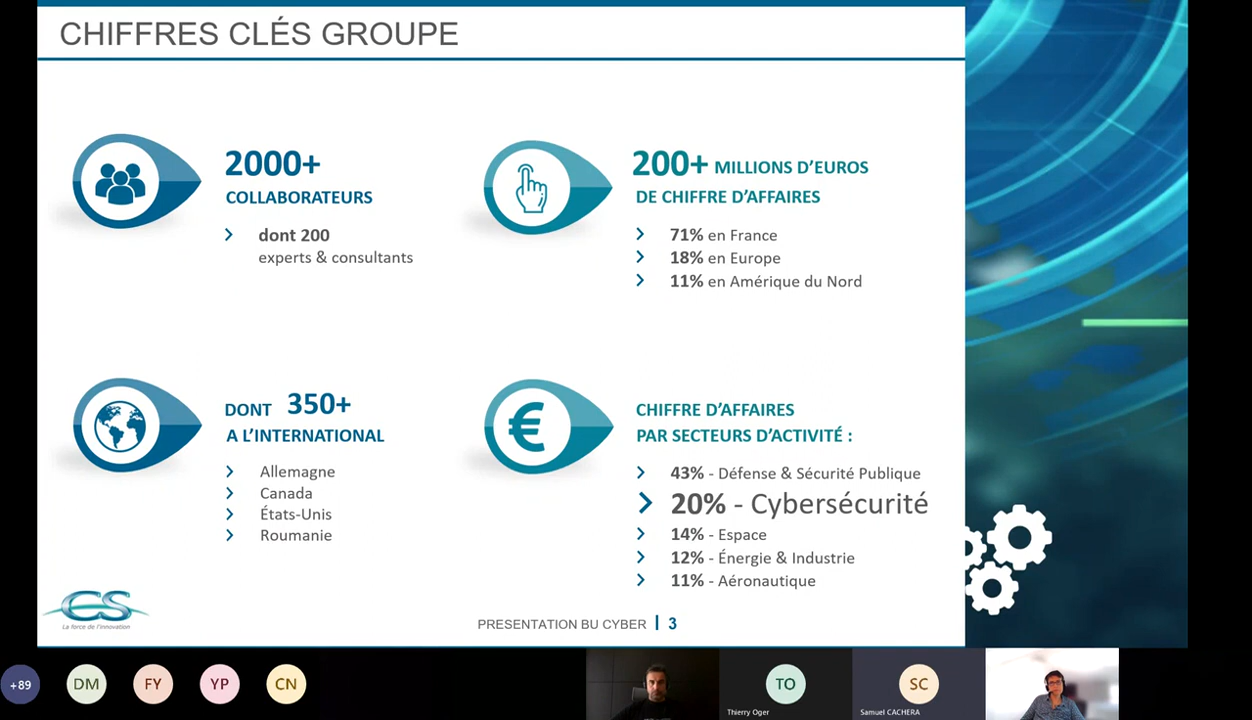 CHIFFRES CLÉS GROUPE
2000+
COLLABORATEURS
dont 200
experts & consultants
200+ MILLIONS D'EUROS
DE CHIFFRE D'AFFAIRES
71% en France
18% en Europe
11% en Amérique du Nord
DONT 350+
A L'INTERNATIONAL
Allemagne
Canada
États-Unis
Roumanie
CHIFFRE D'AFFAIRES
PAR SECTEURS D'ACTIVITÉ :
43% - Défense & Sécurité Publique
20% - Cybersécurité
14% - Espace
12% - Énergie & Industrie
11% - Aéronautique
CS
La force de l'innovation
PRESENTATION BU CYBER | 3
+89
DM
FY
YP
CN
TO
Thierry Oger
SC
Samuel CACHERA